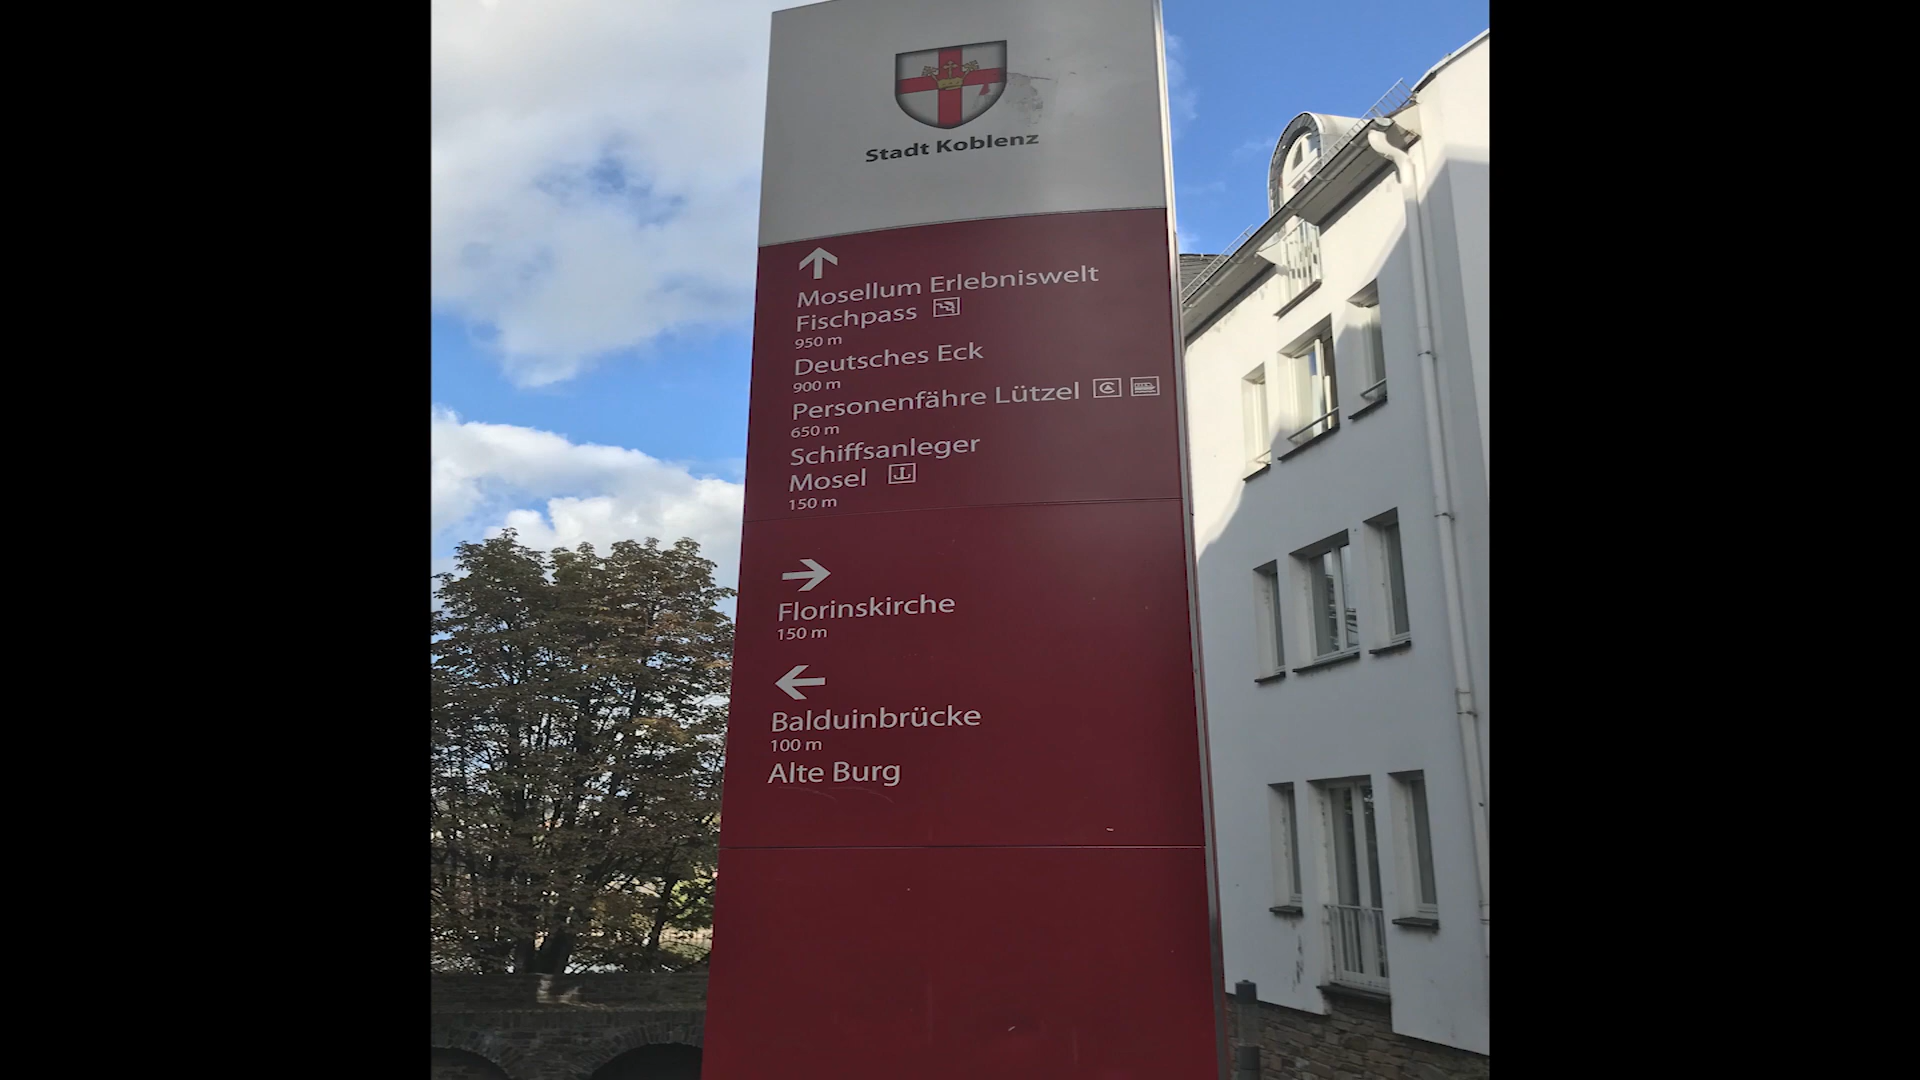 Stadt Koblenz
Mosellum Erlebniswelt
Fischpass
950 m
Deutsches Eck
900 m
Personenfähre Lützel
650 m
Schiffsanleger
Mosel
150 m
Florinskirche
150 m
Balduinbrücke
100 m
Alte Burg